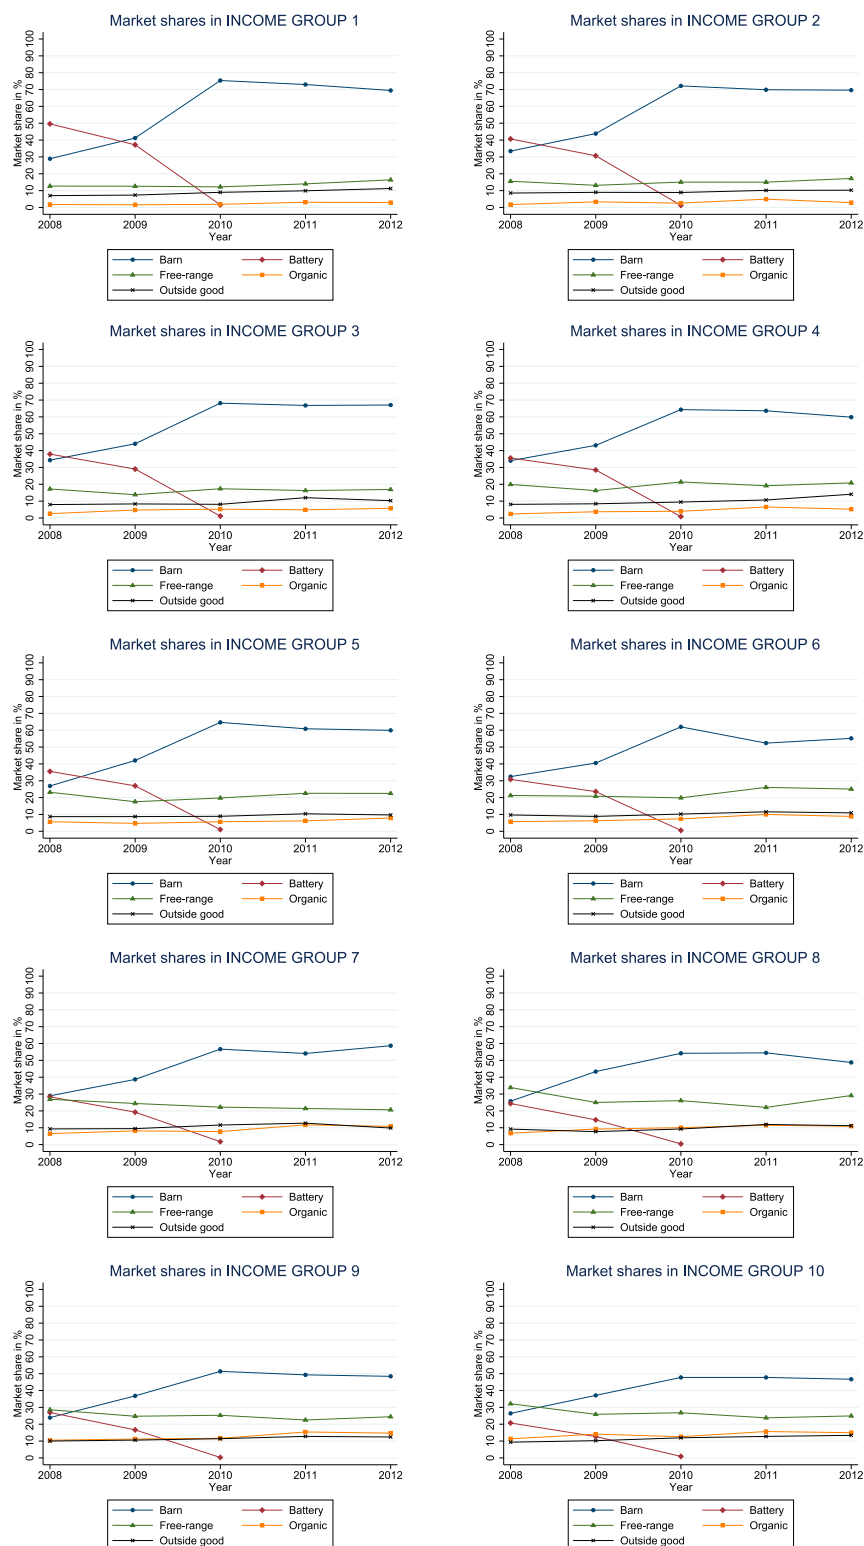 Market shares in INCOME GROUP 1
Market share in %
0 10 20 30 40 50 60 70 80 90 100
2008 2009 2010 2011 2012
Year
Barn Battery
Free-range Organic
Outside good
Market shares in INCOME GROUP 2
Market share in %
0 10 20 30 40 50 60 70 80 90 100
2008 2009 2010 2011 2012
Year
Barn Battery
Free-range Organic
Outside good
Market shares in INCOME GROUP 3
Market share in %
0 10 20 30 40 50 60 70 80 90 100
2008 2009 2010 2011 2012
Year
Barn Battery
Free-range Organic
Outside good
Market shares in INCOME GROUP 4
Market share in %
0 10 20 30 40 50 60 70 80 90 100
2008 2009 2010 2011 2012
Year
Barn Battery
Free-range Organic
Outside good
Market shares in INCOME GROUP 5
Market share in %
0 10 20 30 40 50 60 70 80 90 100
2008 2009 2010 2011 2012
Year
Barn Battery
Free-range Organic
Outside good
Market shares in INCOME GROUP 6
Market share in %
0 10 20 30 40 50 60 70 80 90 100
2008 2009 2010 2011 2012
Year
Barn Battery
Free-range Organic
Outside good
Market shares in INCOME GROUP 7
Market share in %
0 10 20 30 40 50 60 70 80 90 100
2008 2009 2010 2011 2012
Year
Barn Battery
Free-range Organic
Outside good
Market shares in INCOME GROUP 8
Market share in %
0 10 20 30 40 50 60 70 80 90 100
2008 2009 2010 2011 2012
Year
Barn Battery
Free-range Organic
Outside good
Market shares in INCOME GROUP 9
Market share in %
0 10 20 30 40 50 60 70 80 90 100
2008 2009 2010 2011 2012
Year
Barn Battery
Free-range Organic
Outside good
Market shares in INCOME GROUP 10
Market share in %
0 10 20 30 40 50 60 70 80 90 100
2008 2009 2010 2011 2012
Year
Barn Battery
Free-range Organic
Outside good